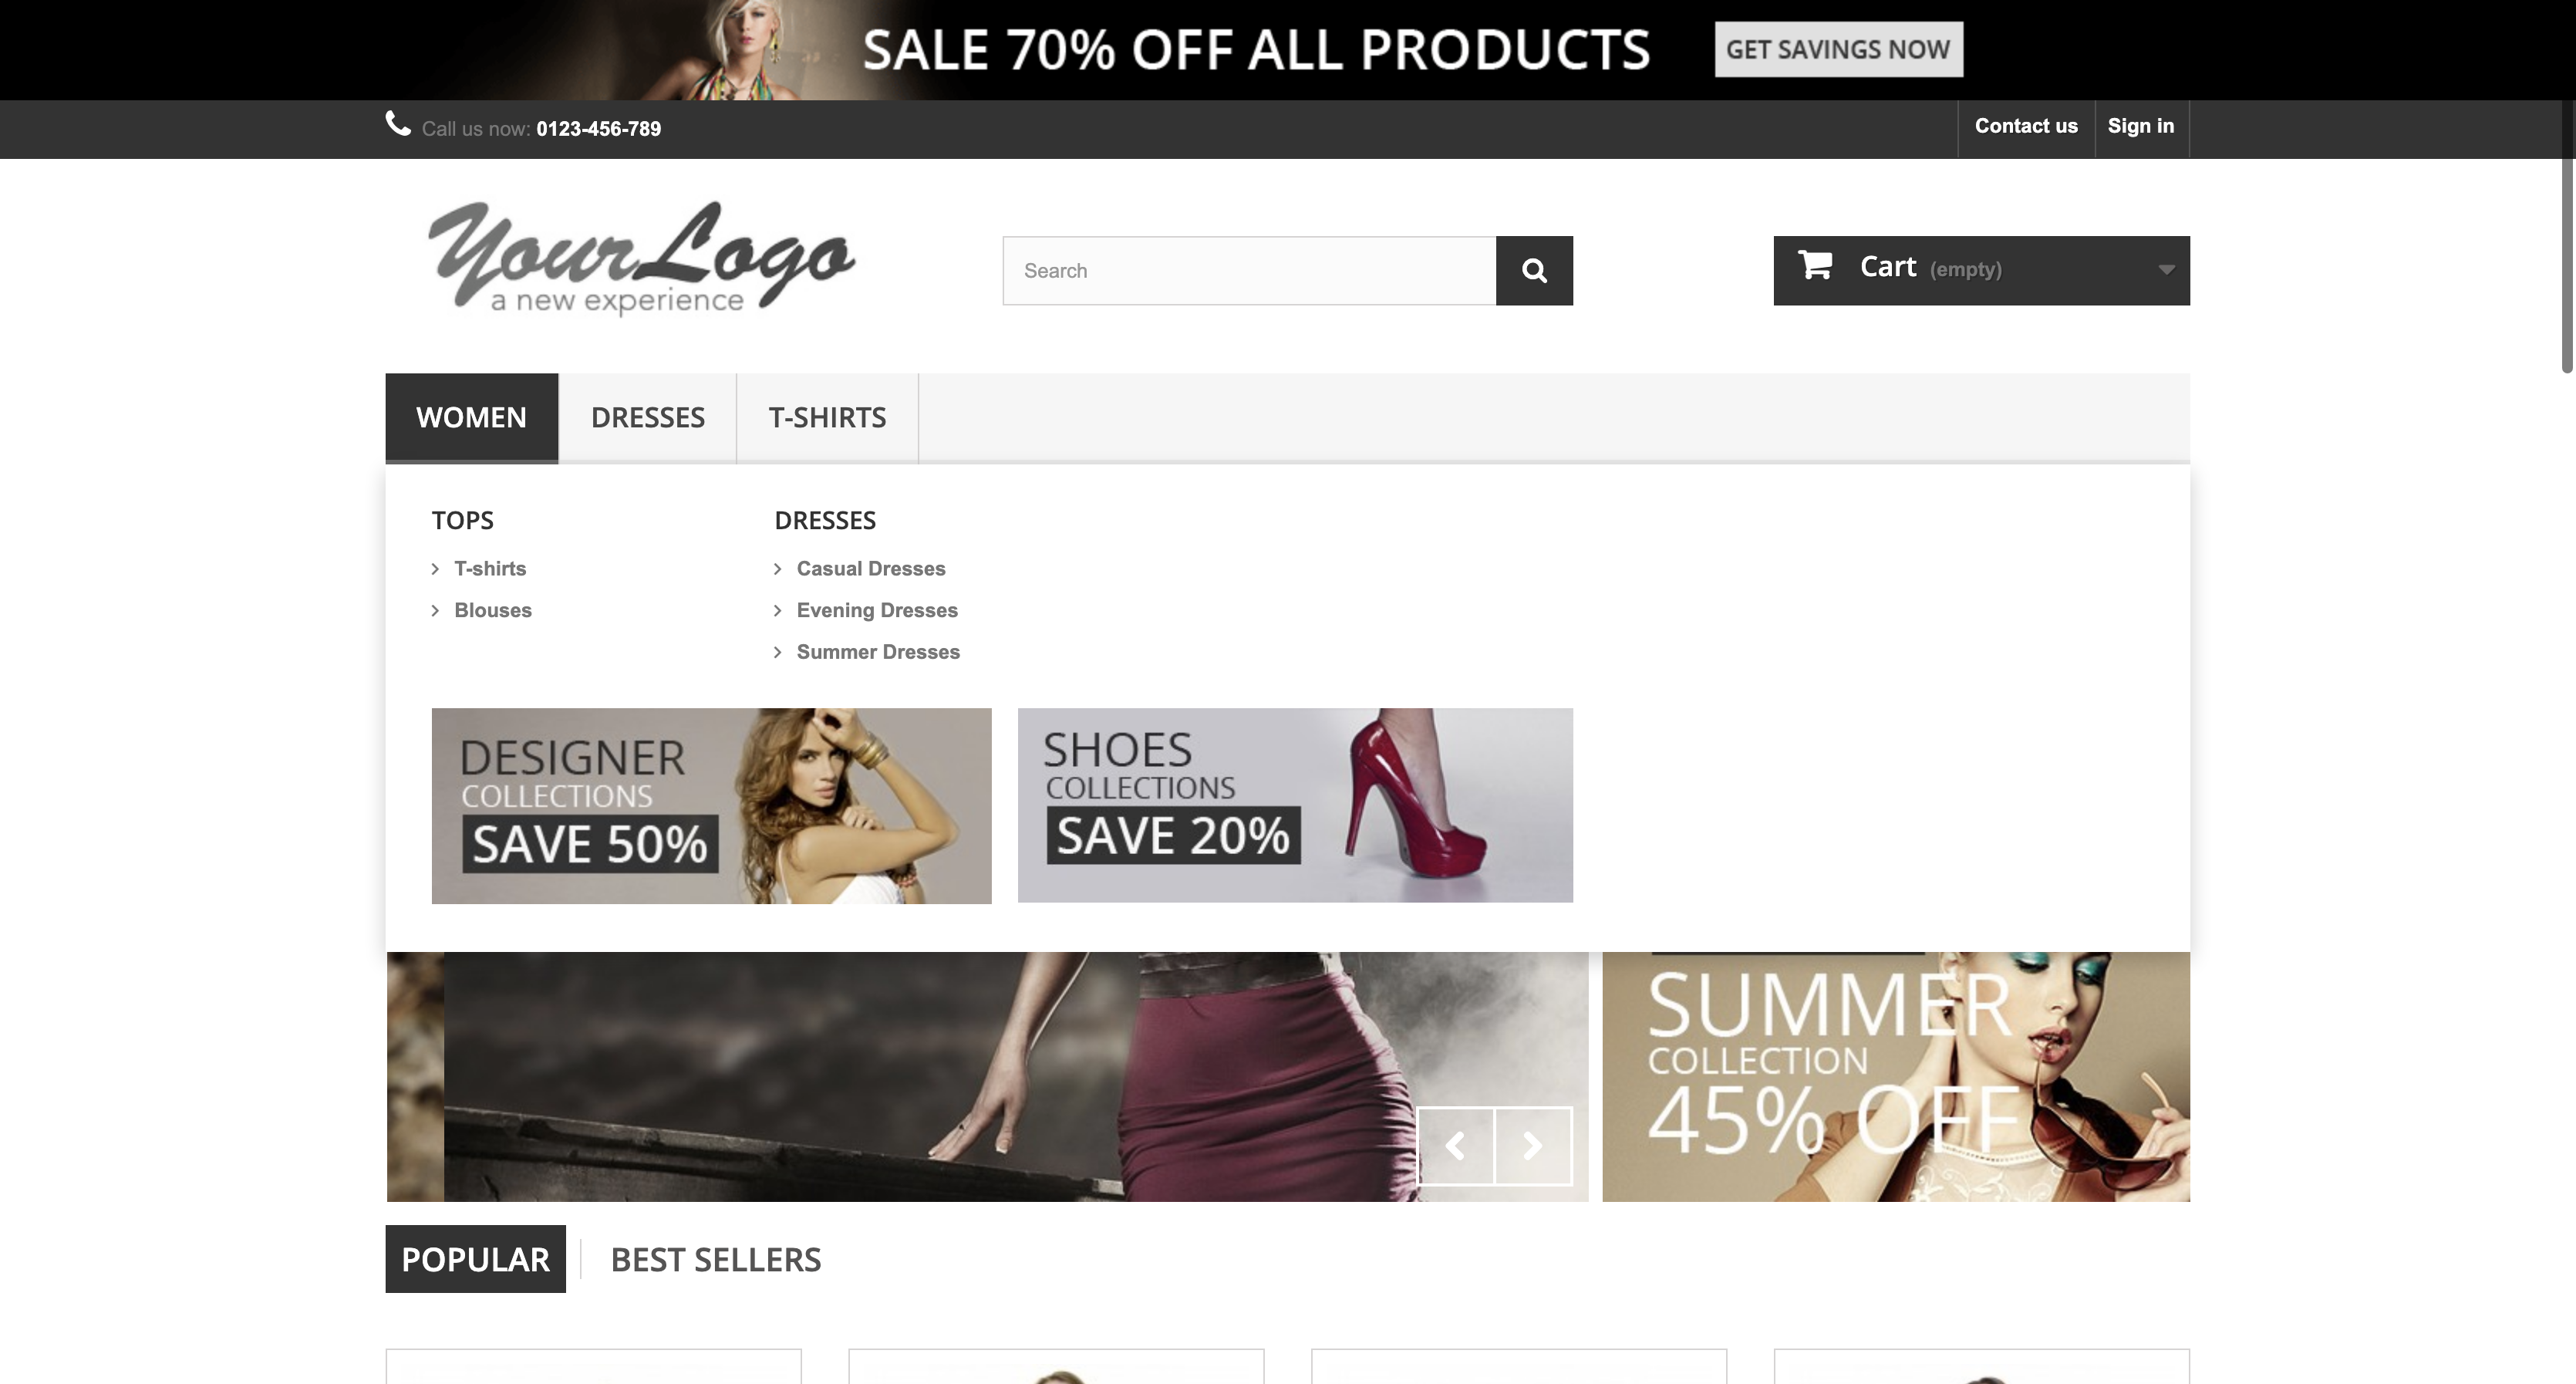 SALE 70% OFF ALL PRODUCTS
GET SAVINGS NOW
Call us now: 0123-456-789
Contact us
Sign in
YourLogo
a new experience
Search
Cart (empty)
WOMEN
DRESSES
T-SHIRTS
TOPS
T-shirts
Blouses
DRESSES
Casual Dresses
Evening Dresses
Summer Dresses
DESIGNER
COLLECTIONS
SAVE 50%
SHOES
COLLECTIONS
SAVE 20%
SUMMER
COLLECTION
45% OFF
POPULAR
BEST SELLERS